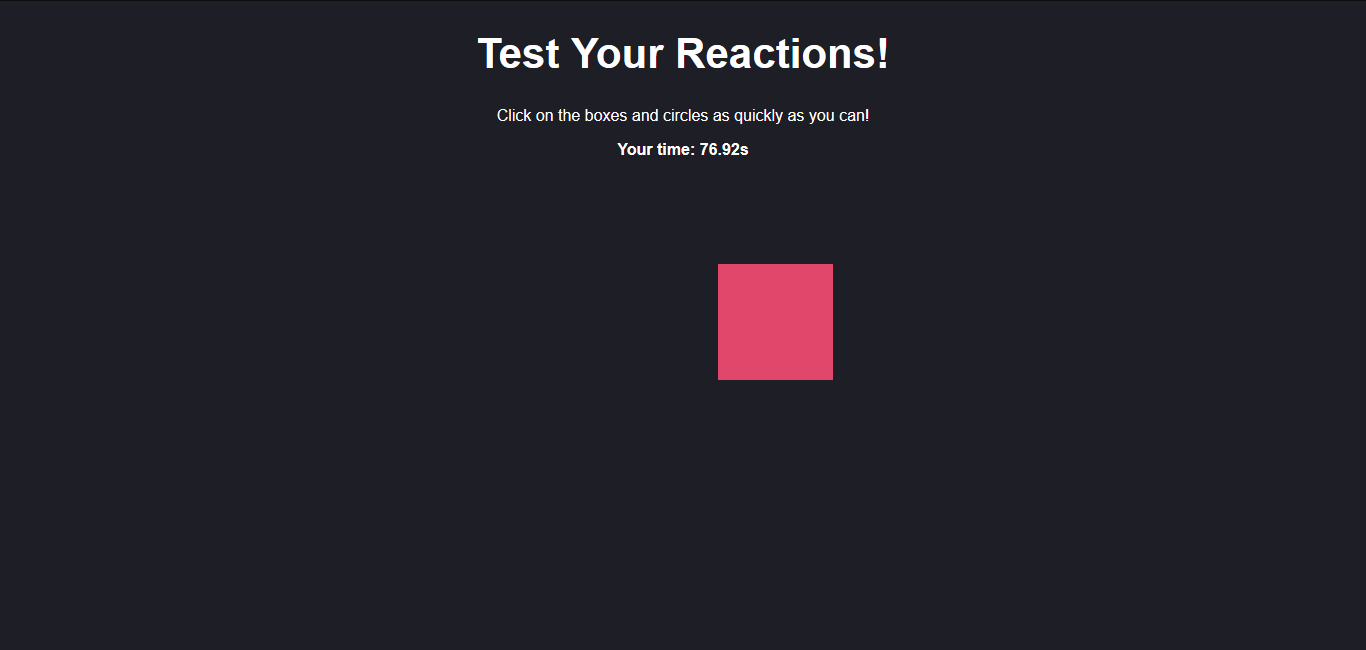 Test Your Reactions!
Click on the boxes and circles as quickly as you can!
Your time: 76.92s